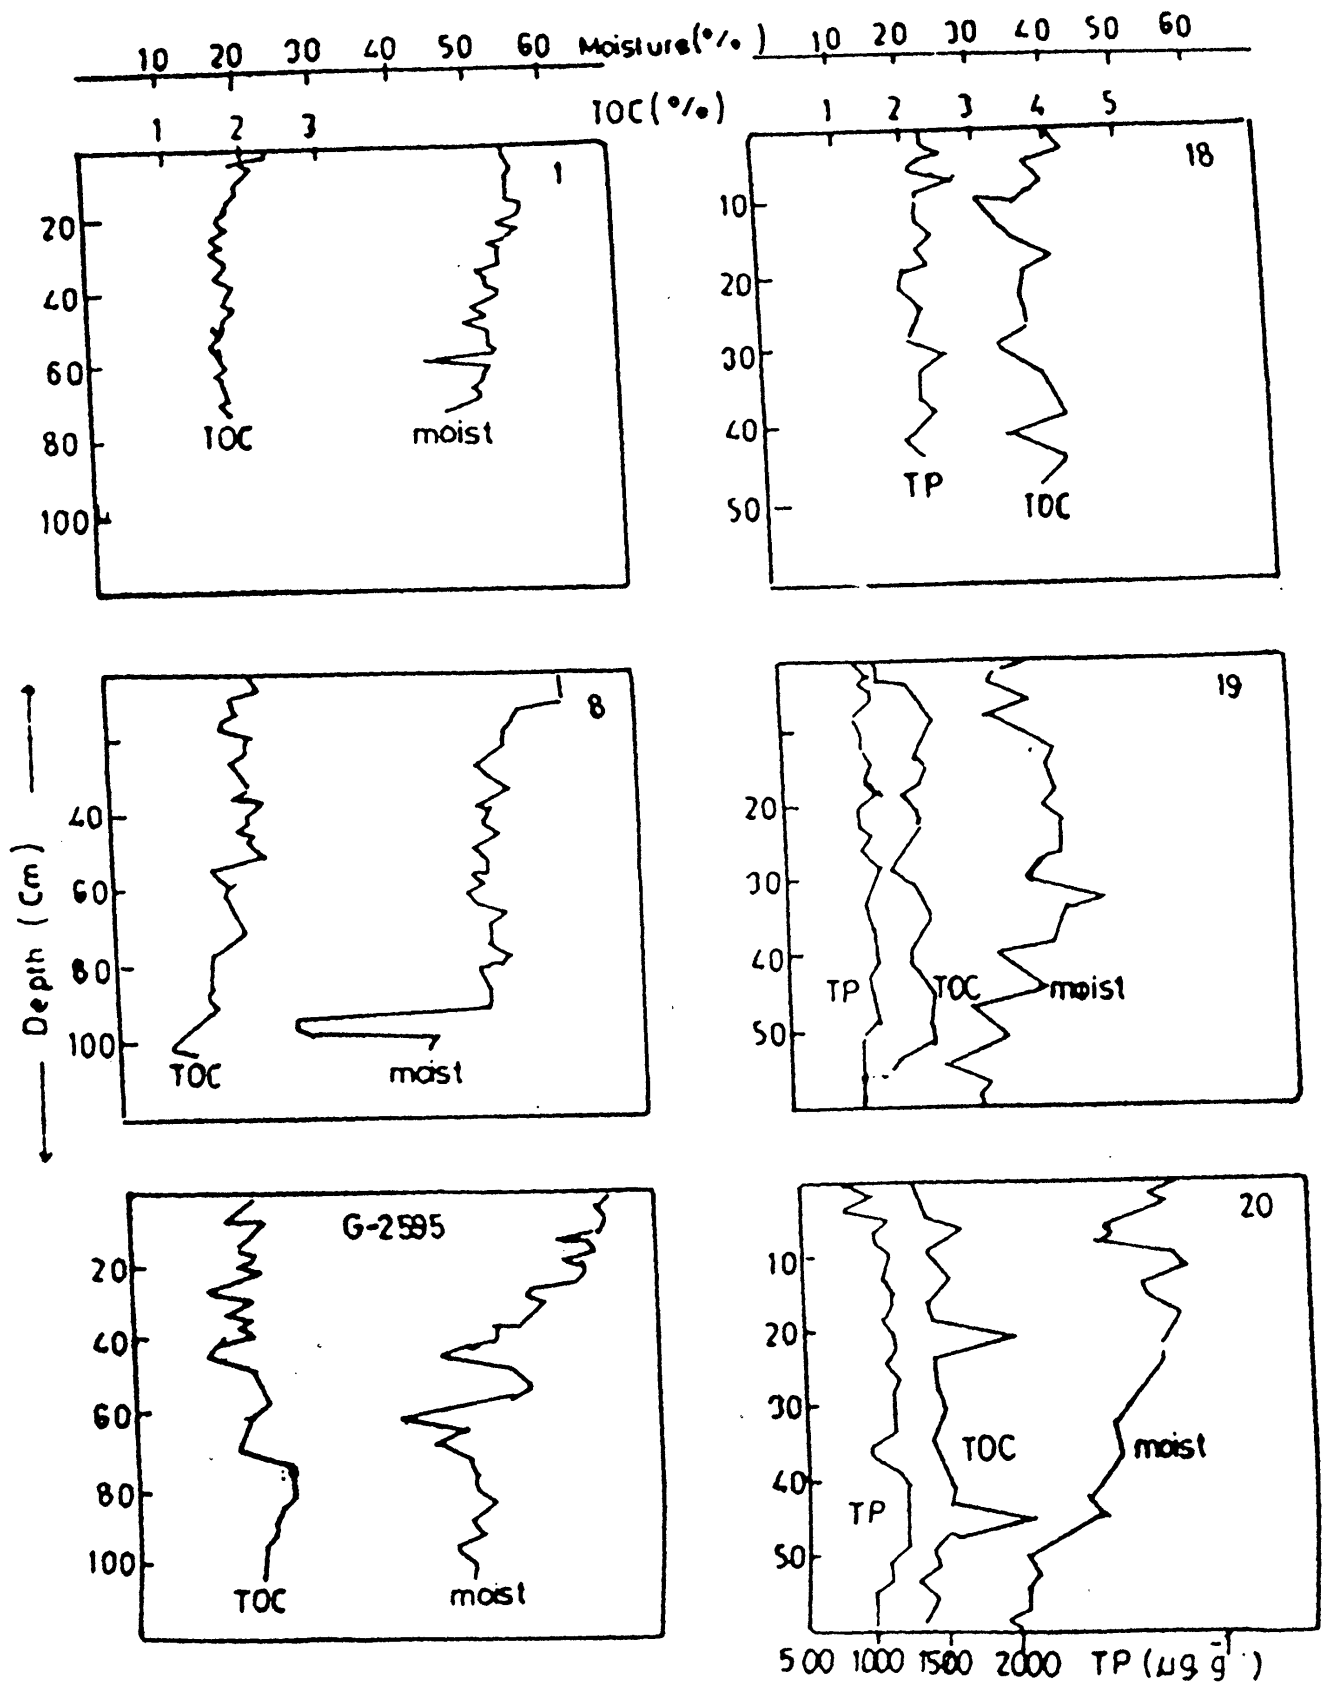 10 20 30 40 50 60 Moisture(%) 10 20 30 40 50 60
TOC(%)
1 2 3
1 2 3 4 5
1
20
40
60
80
100
TOC moist
18
10
20
30
40
50
TP TOC
Depth (Cm)
8
40
60
80
100
TOC moist
19
20
30
40
50
TP TOC moist
G-2595
20
40
60
80
100
TOC moist
20
10
20
30
40
50
TP TOC moist
500 1000 1500 2000 TP (µg g⁻¹)